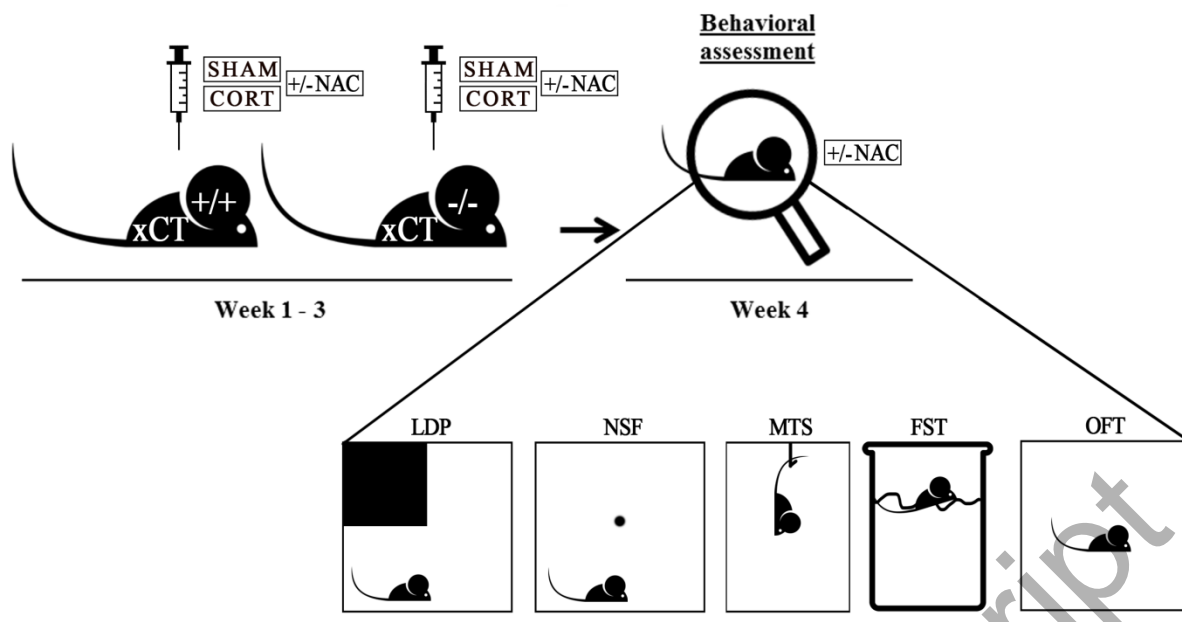 Behavioral
assessment
SHAM
CORT
+/- NAC
SHAM
CORT
+/- NAC
+/- NAC
xCT +/+
xCT -/-
Week 1 - 3
Week 4
LDP
NSF
MTS
FST
OFT